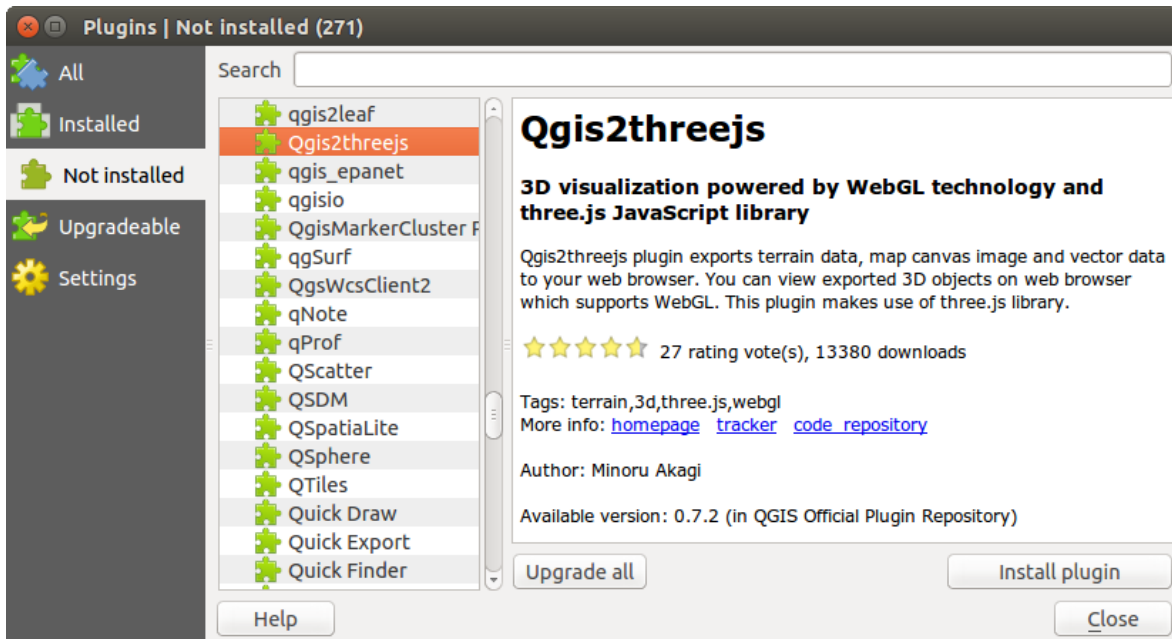 Plugins | Not installed (271)
All
Installed
Not installed
Upgradeable
Settings
Search
qgis2leaf
Qgis2threejs
qgis_epanet
qgisio
QgisMarkerCluster
qgSurf
QgsWcsClient2
qNote
qProf
QScatter
QSDM
QSpatiaLite
QSphere
QTiles
Quick Draw
Quick Export
Quick Finder
Qgis2threejs
3D visualization powered by WebGL technology and
three.js JavaScript library
Qgis2threejs plugin exports terrain data, map canvas image and vector data
to your web browser. You can view exported 3D objects on web browser
which supports WebGL. This plugin makes use of three.js library.
27 rating vote(s), 13380 downloads
Tags: terrain,3d,three.js,webgl
More info: homepage tracker code repository
Author: Minoru Akagi
Available version: 0.7.2 (in QGIS Official Plugin Repository)
Upgrade all
Install plugin
Help
Close